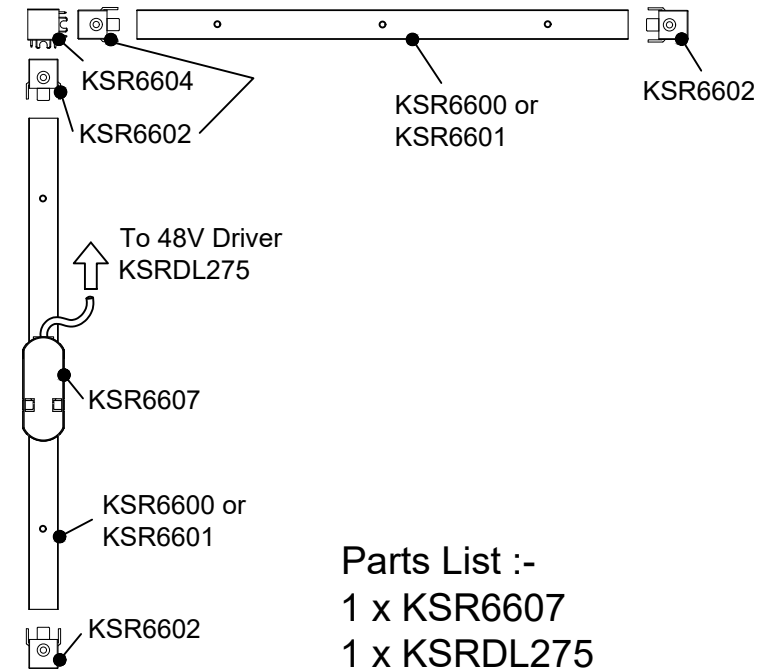 KSR6604
KSR6602
KSR6600 or
KSR6601
KSR6602
To 48V Driver
KSRDL275
KSR6607
KSR6600 or
KSR6601
KSR6602
Parts List :-
1 x KSR6607
1 x KSRDL275